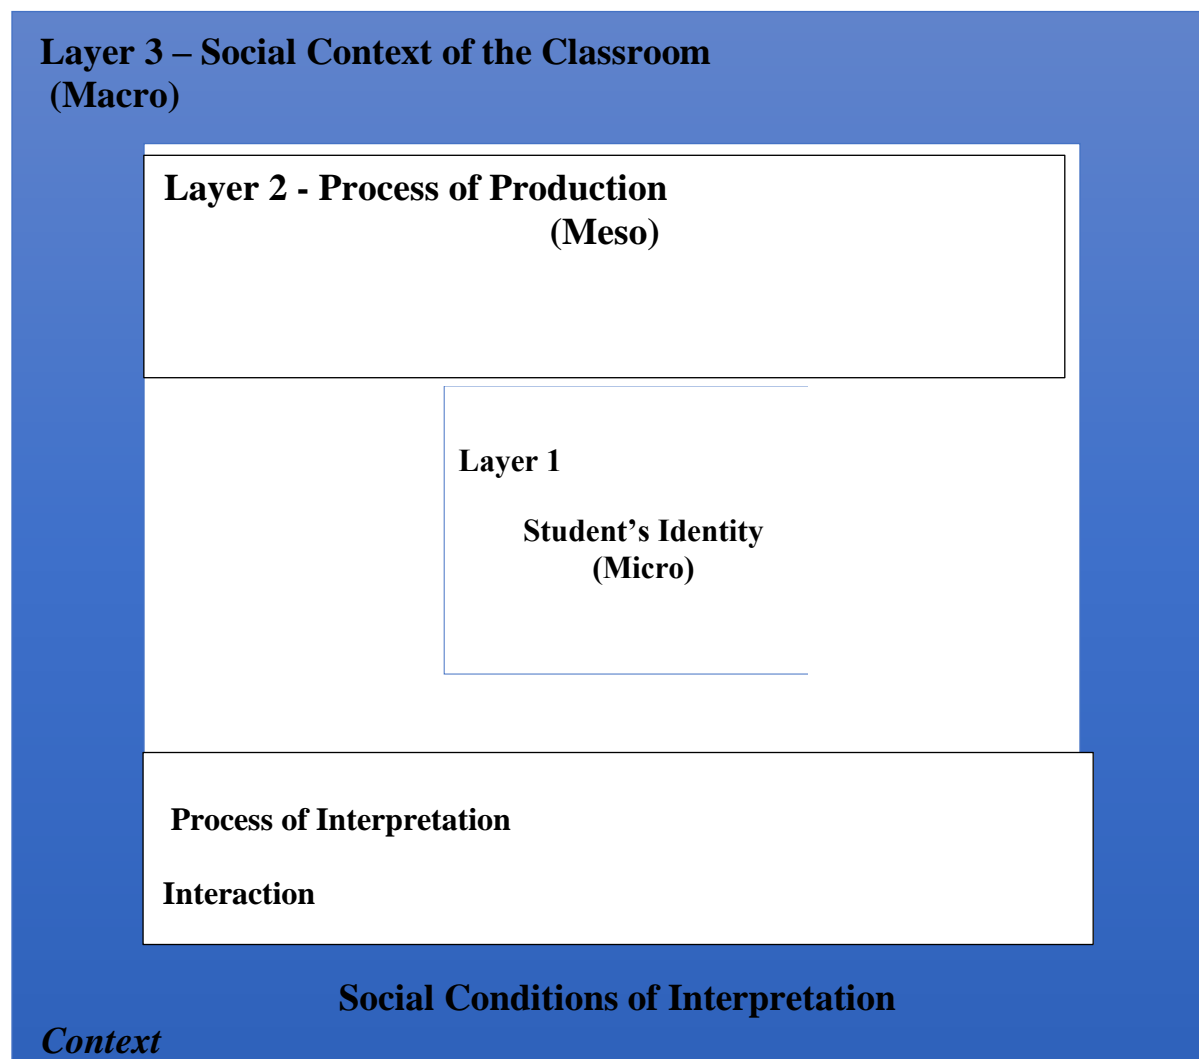 Layer 3 – Social Context of the Classroom
(Macro)
Layer 2 - Process of Production
(Meso)
Layer 1
Student’s Identity
(Micro)
Process of Interpretation
Interaction
Social Conditions of Interpretation
Context